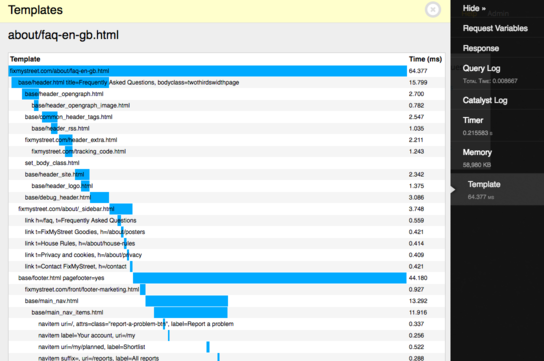 Templates
about/faq-en-gb.html
Template Time (ms)
fixmystreet.com/about/faq-en-gb.html 64.377
base/header.html title=Frequently Asked Questions, bodyclass=twothirdswidthpage 15.799
base/header_opengraph.html 2.700
base/header_opengraph_image.html 0.782
base/common_header_tags.html 2.547
base/header_rss.html 1.035
fixmystreet.com/header_extra.html 2.211
fixmystreet.com/tracking_code.html 1.243
set_body_class.html
base/header_site.html 2.342
base/header_logo.html 1.375
base/debug_header.html 3.086
fixmystreet.com/about/_sidebar.html 3.748
link h=/faq, t=Frequently Asked Questions 0.559
link t=FixMyStreet Goodies, h=/about/posters 0.421
link t=House Rules, h=/about/house-rules 0.414
link t=Privacy and cookies, h=/about/privacy 0.409
link t=Contact FixMyStreet, h=/contact 0.421
base/footer.html pagefooter=yes 44.180
fixmystreet.com/front/footer-marketing.html 0.927
base/main_nav.html 13.292
base/main_nav_items.html 11.916
navitem uri=/, attrs=class="report-a-problem-btn", label=Report a problem 0.337
navitem label=Your account, uri=/my 0.256
navitem uri=/my/planned, label=Shortlist 0.522
navitem suffix=, uri=/reports, label=All reports 0.288
Hide »
Request Variables
Response
Query Log
Total Time: 0.008667
Catalyst Log
Timer
0.215583 s
Memory
56,960 KB
Template
64.377 ms